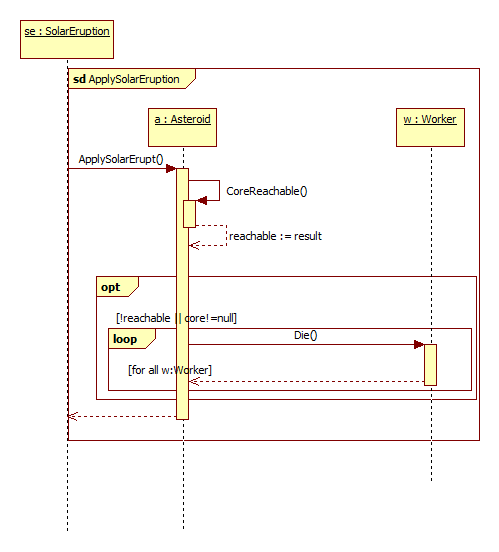 se : SolarEruption
sd ApplySolarEruption
a : Asteroid
w : Worker
ApplySolarErupt()
CoreReachable()
reachable := result
opt
[!reachable || core!=null]
loop
Die()
[for all w:Worker]